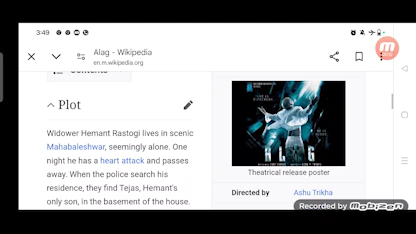 3:49
Alag - Wikipedia
en.m.wikipedia.org
Contents
Plot
Widower Hemant Rastogi lives in scenic
Mahabaleshwar, seemingly alone. One
night he has a heart attack and passes
away. When the police search his
residence, they find Tejas, Hemant's
only son, in the basement of the house.
ALAG
Theatrical release poster
Directed by Ashu Trikha
Recorded by Mobizen